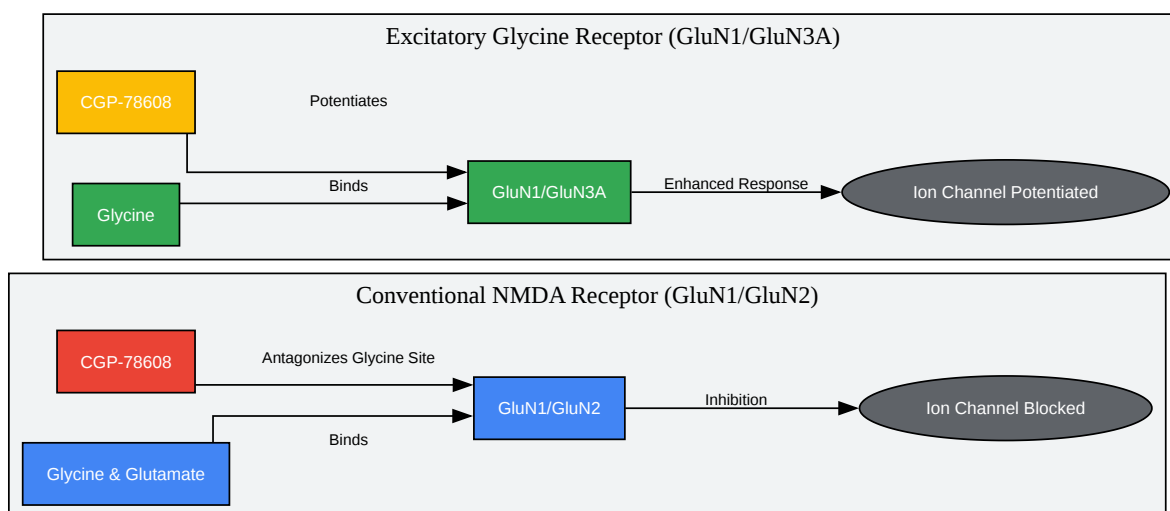 Excitatory Glycine Receptor (GluN1/GluN3A)
CGP-78608
Potentiates
Binds
Glycine
GluN1/GluN3A
Enhanced Response
Ion Channel Potentiated
Conventional NMDA Receptor (GluN1/GluN2)
CGP-78608
Antagonizes Glycine Site
GluN1/GluN2
Inhibition
Ion Channel Blocked
Binds
Glycine & Glutamate